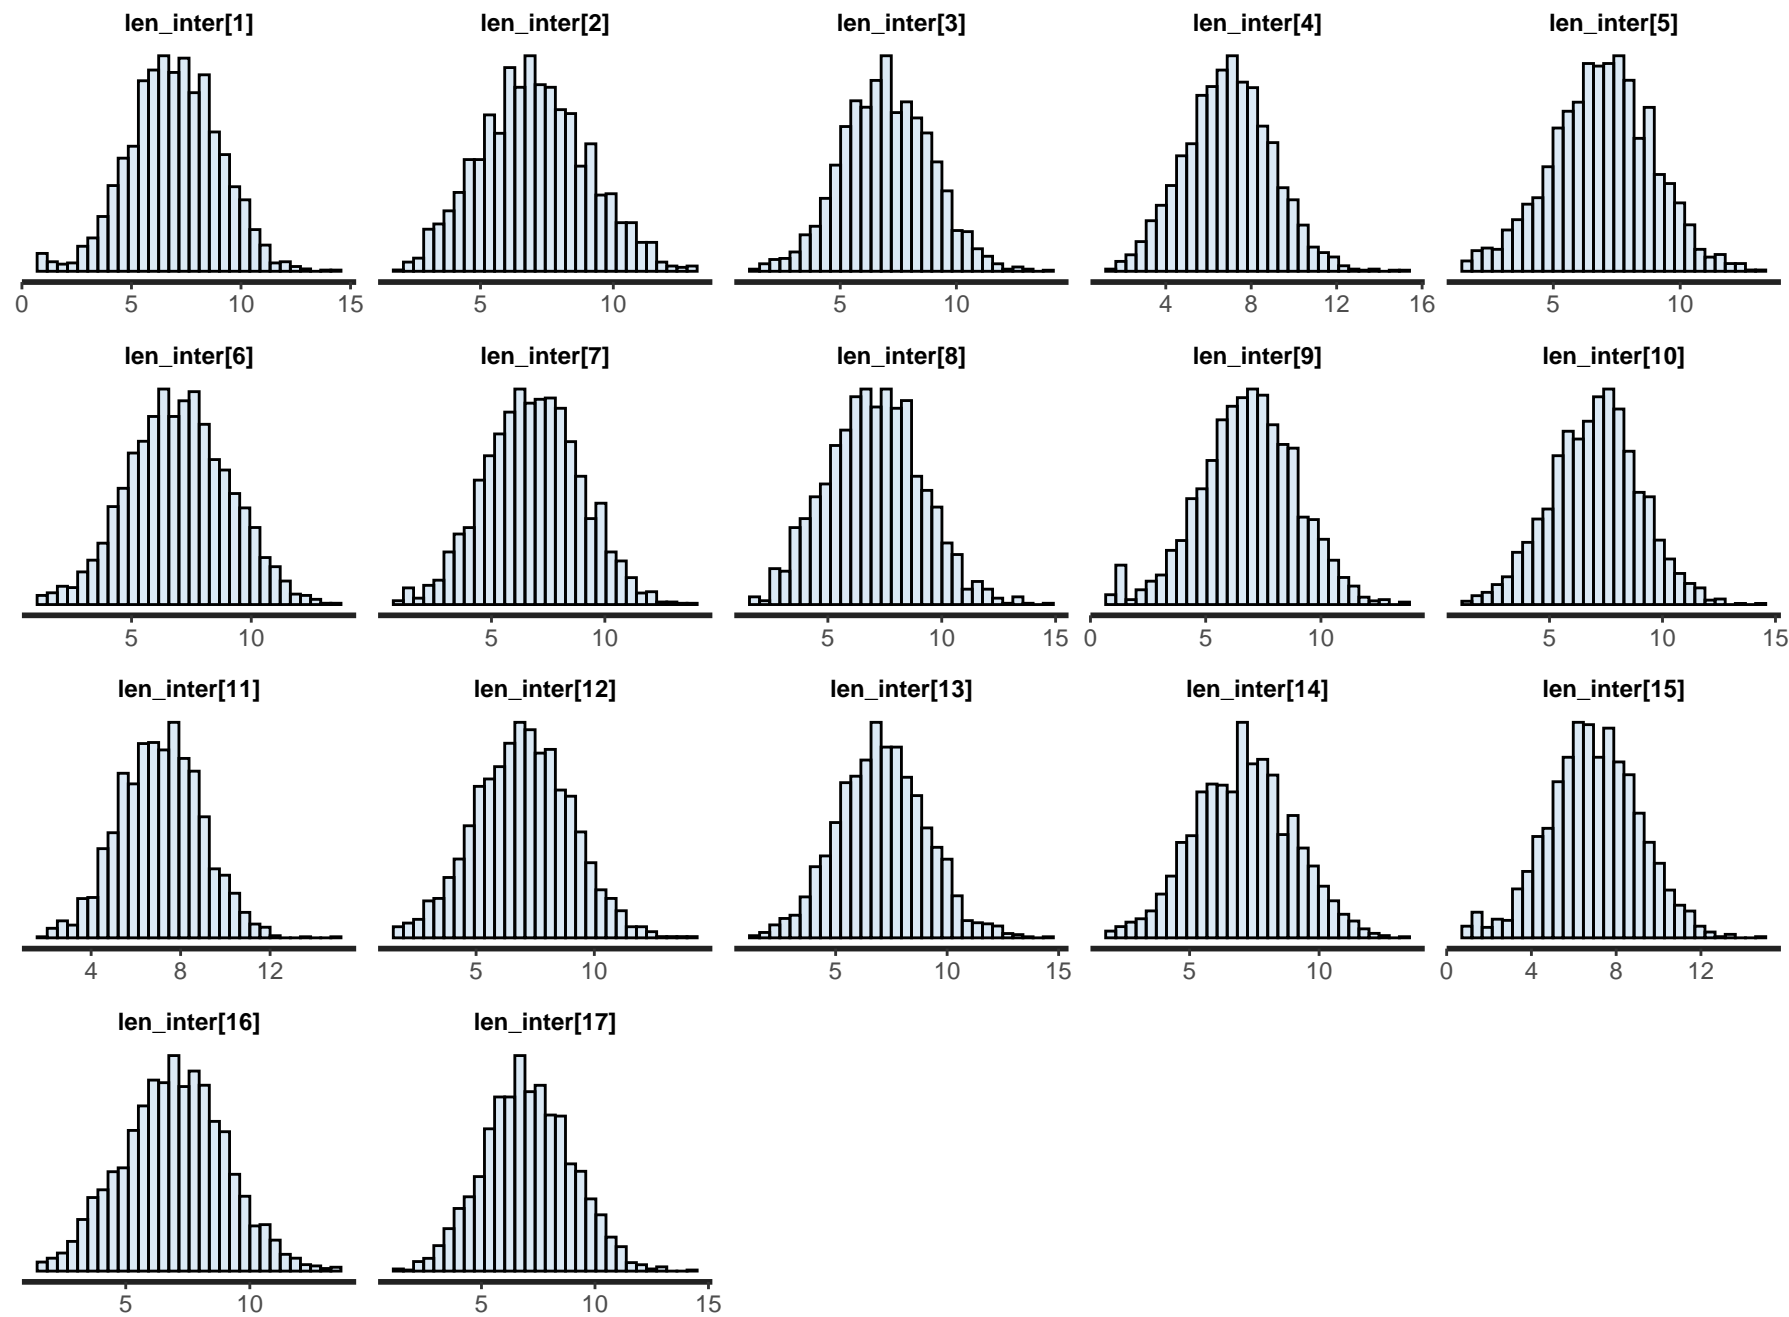 len_inter[1] len_inter[2] len_inter[3] len_inter[4] len_inter[5]
0 5 10 15 5 10 5 10 4 8 12 16 5 10
len_inter[6] len_inter[7] len_inter[8] len_inter[9] len_inter[10]
5 10 5 10 5 10 15 0 5 10 5 10 15
len_inter[11] len_inter[12] len_inter[13] len_inter[14] len_inter[15]
4 8 12 5 10 5 10 15 5 10 0 4 8 12
len_inter[16] len_inter[17]
5 10 5 10 15